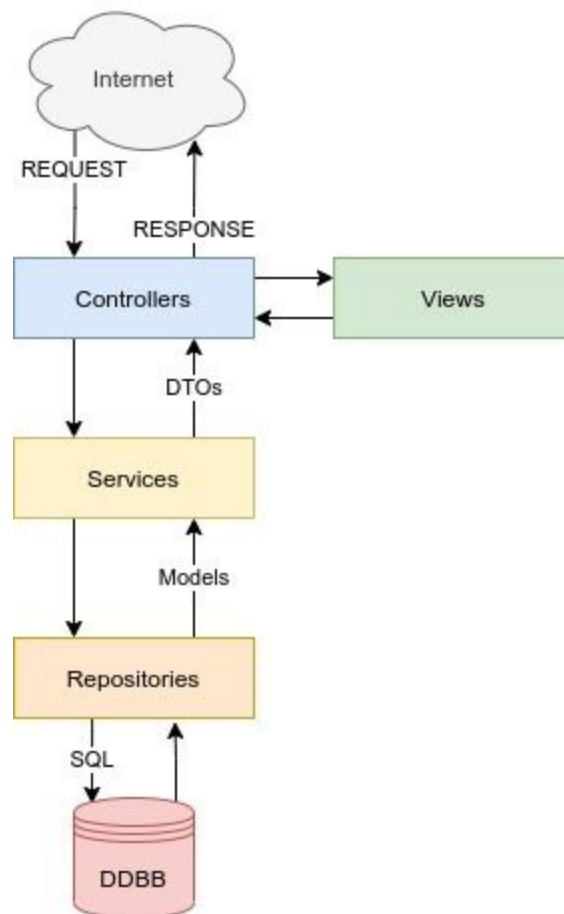 Internet
REQUEST
RESPONSE
Controllers
Views
DTOs
Services
Models
Repositories
SQL
DDBB